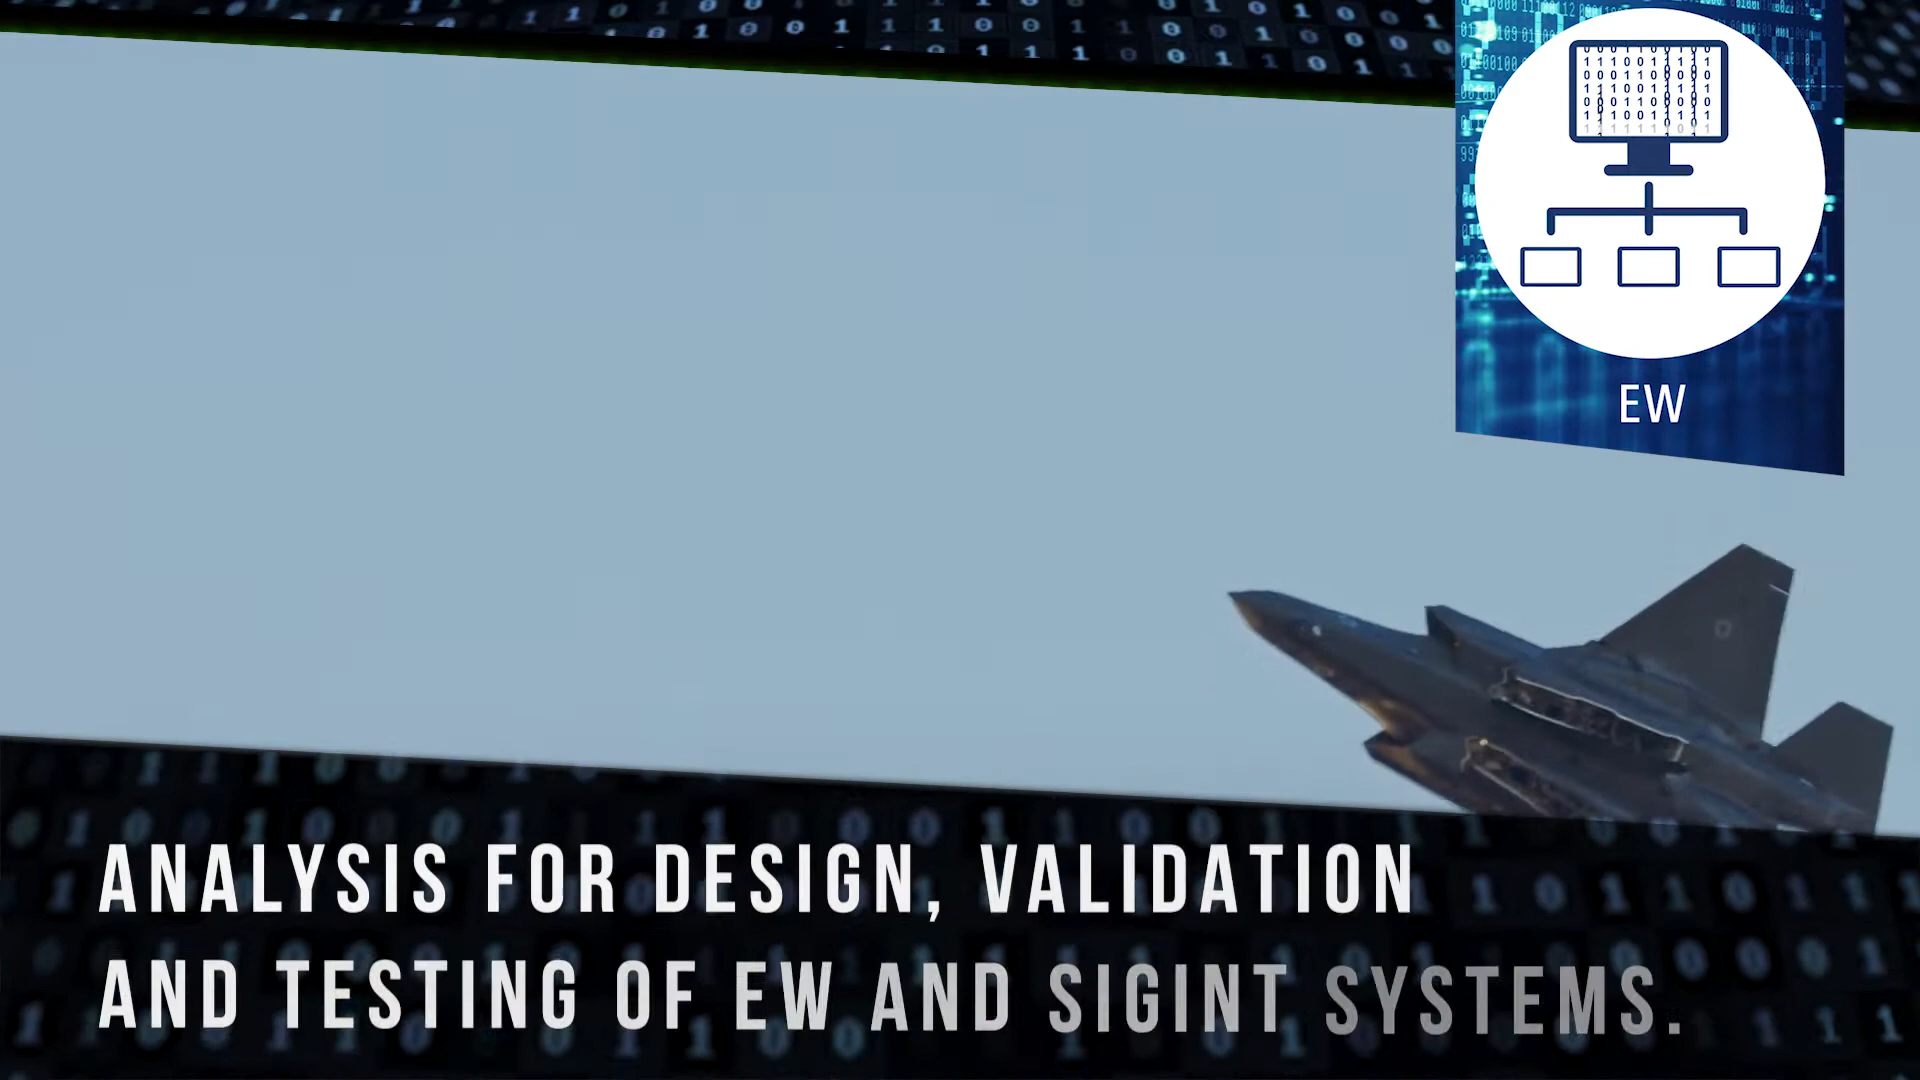 EW
ANALYSIS FOR DESIGN, VALIDATION
AND TESTING OF EW AND SIGINT SYSTEMS.